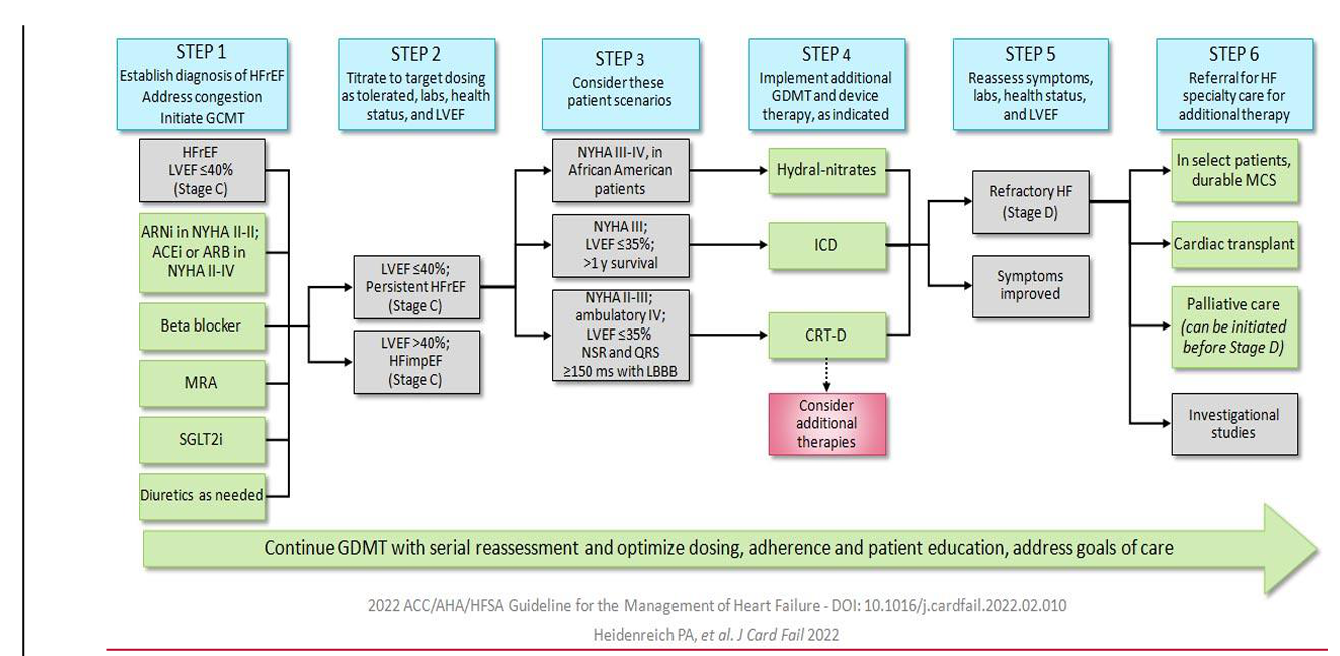 STEP 1
Establish diagnosis of HFrEF
Address congestion
Initiate GCMT
STEP 2
Titrate to target dosing
as tolerated, labs, health
status, and LVEF
STEP 3
Consider these
patient scenarios
STEP 4
Implement additional
GDMT and device
therapy, as indicated
STEP 5
Reassess symptoms,
labs, health status,
and LVEF
STEP 6
Referral for HF
specialty care for
additional therapy
HFrEF
LVEF ≤40%
(Stage C)
ARNi in NYHA II-II;
ACEi or ARB in
NYHA II-IV
Beta blocker
MRA
SGLT2i
Diuretics as needed
LVEF ≤40%;
Persistent HFrEF
(Stage C)
LVEF >40%;
HFimpEF
(Stage C)
NYHA III-IV, in
African American
patients
NYHA III;
LVEF ≤35%;
>1 y survival
NYHA II-III;
ambulatory IV;
LVEF ≤35%
NSR and QRS
≥150 ms with LBBB
Hydral-nitrates
ICD
CRT-D
Consider
additional
therapies
Refractory HF
(Stage D)
Symptoms
improved
In select patients,
durable MCS
Cardiac transplant
Palliative care
(can be initiated
before Stage D)
Investigational
studies
Continue GDMT with serial reassessment and optimize dosing, adherence and patient education, address goals of care
2022 ACC/AHA/HFSA Guideline for the Management of Heart Failure - DOI: 10.1016/j.cardfail.2022.02.010
Heidenreich PA, et al. J Card Fail 2022